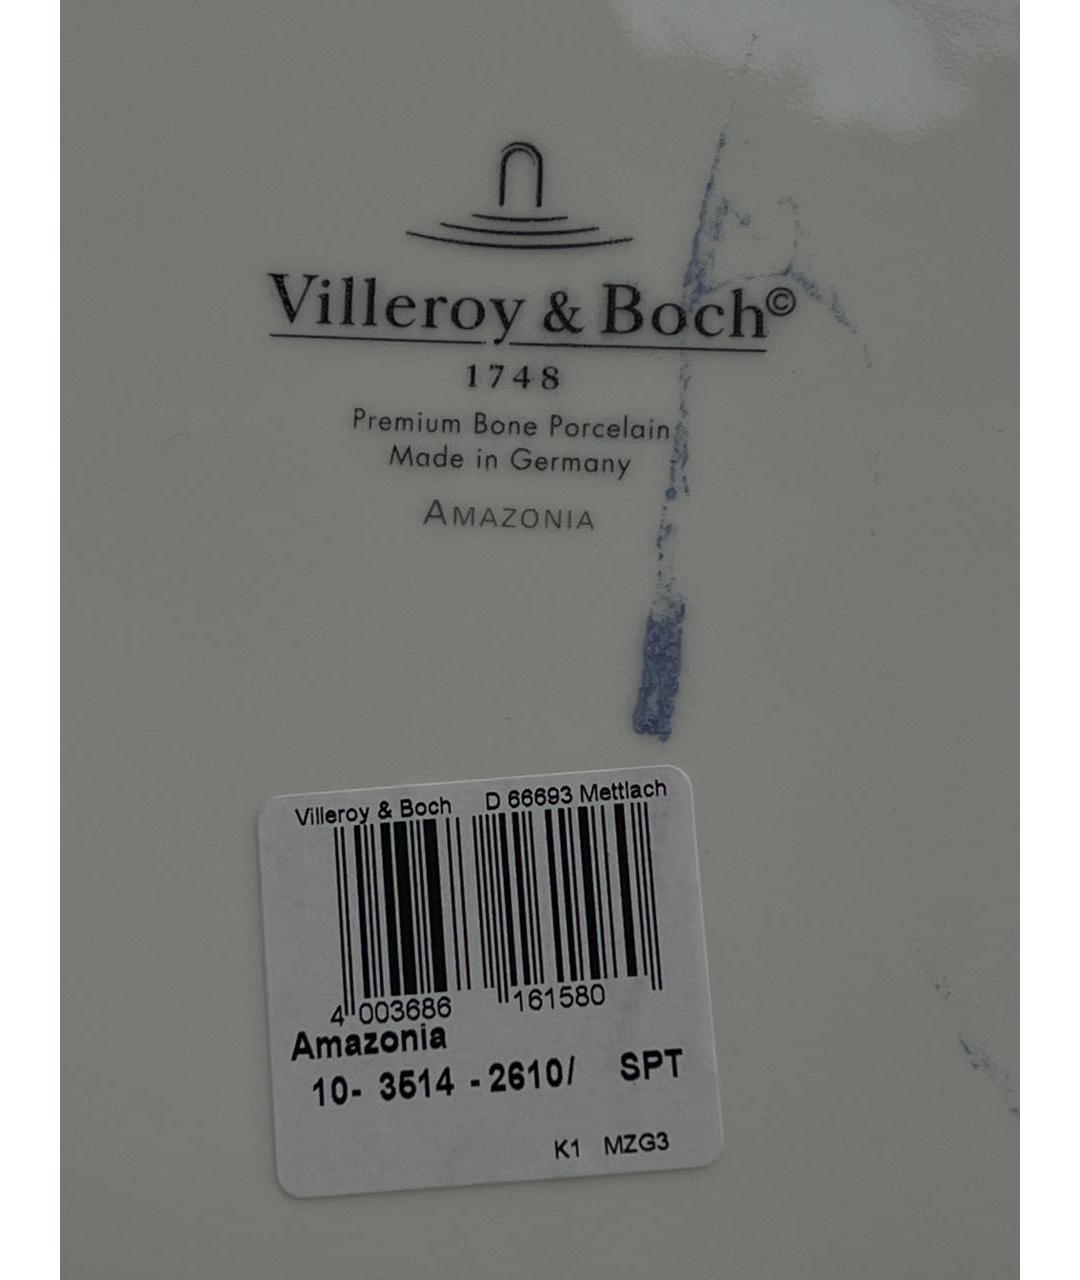 Villeroy & Boch©
1748
Premium Bone Porcelain
Made in Germany
AMAZONIA
Villeroy & Boch D 66693 Mettlach
4 003686 161580
Amazonia
10- 3514 - 2610/ SPT
K1 MZG3